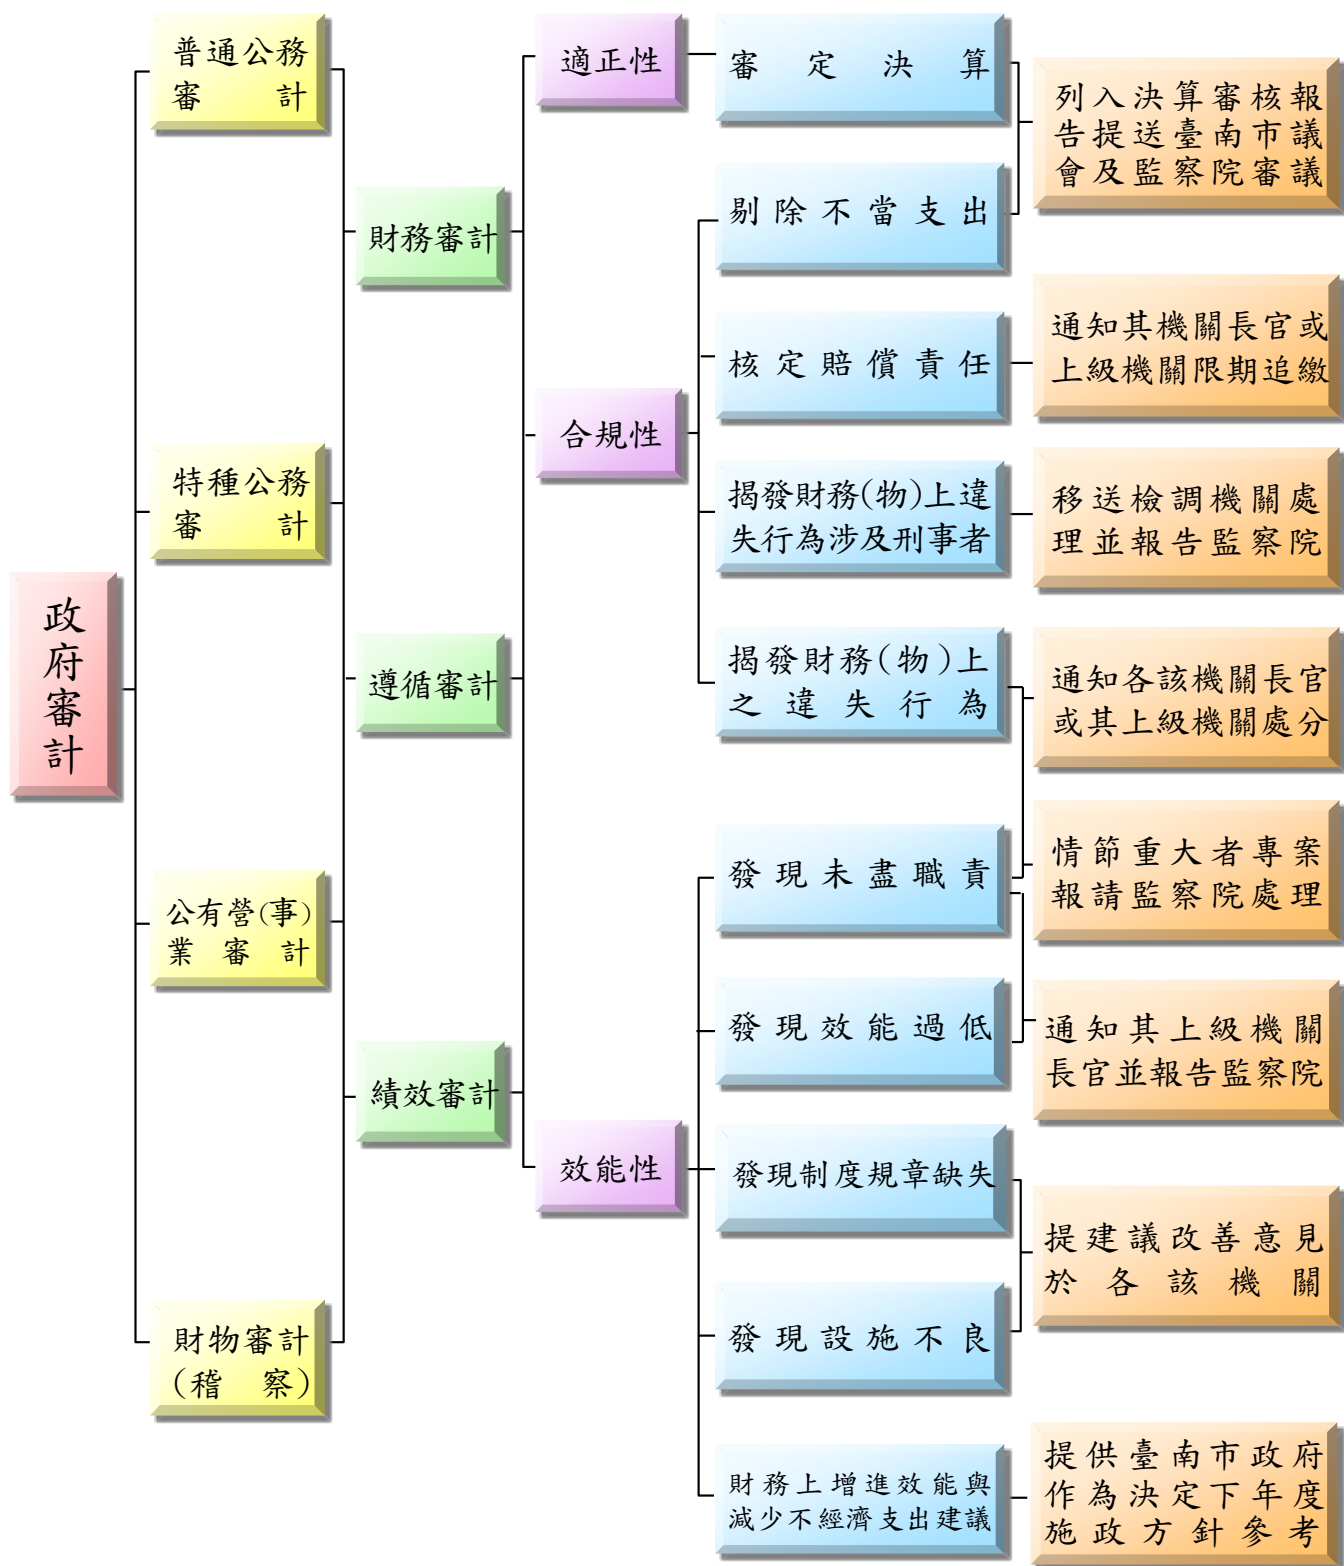 政府審計
普通公務
審計
特種公務
審計
公有營(事)
業審計
財物審計
(稽察)
財務審計
遵循審計
績效審計
適正性
合規性
效能性
審定決算
剔除不當支出
核定賠償責任
揭發財務(物)上違
失行為涉及刑事者
揭發財務(物)上
之違失行為
發現未盡職責
發現效能過低
發現制度規章缺失
發現設施不良
財務上增進效能與
減少不經濟支出建議
列入決算審核報
告提送臺南市議
會及監察院審議
通知其機關長官或
上級機關限期追繳
移送檢調機關處
理並報告監察院
通知各該機關長官
或其上級機關處分
情節重大者專案
報請監察院處理
通知其上級機關
長官並報告監察院
提建議改善意見
於各該機關
提供臺南市政府
作為決定下年度
施政方針參考